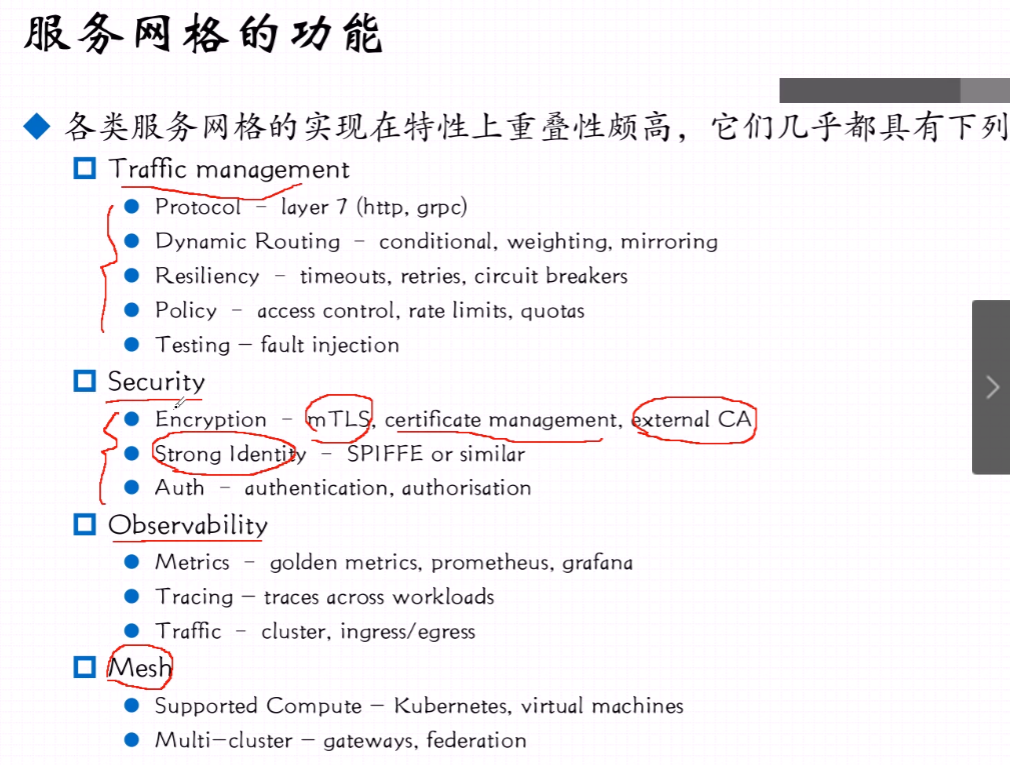 服务网格的功能
各类服务网格的实现在特性上重叠性颇高，它们几乎都具有下列
Traffic management
Protocol – layer 7 (http, grpc)
Dynamic Routing – conditional, weighting, mirroring
Resiliency – timeouts, retries, circuit breakers
Policy – access control, rate limits, quotas
Testing – fault injection
Security
Encryption – mTLS, certificate management, external CA
Strong Identity – SPIFFE or similar
Auth – authentication, authorisation
Observability
Metrics – golden metrics, prometheus, grafana
Tracing – traces across workloads
Traffic – cluster, ingress/egress
Mesh
Supported Compute – Kubernetes, virtual machines
Multi-cluster – gateways, federation